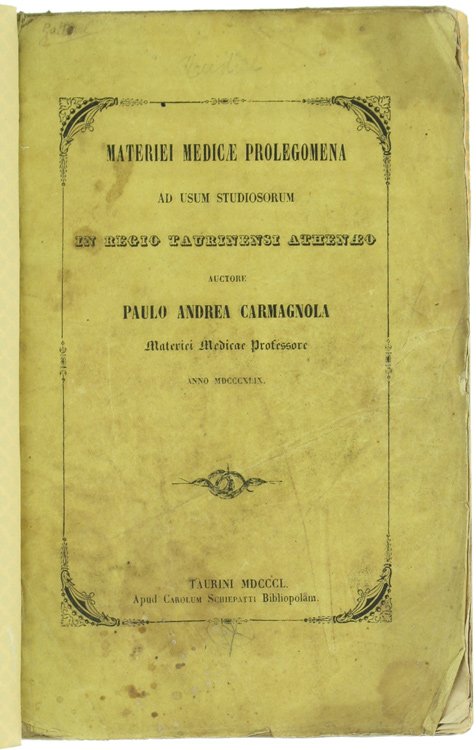 MATERIEI MEDICÆ PROLEGOMENA
AD USUM STUDIOSORUM
IN REGIO TAURINENSI ATHENÆO
AUCTORE
PAULO ANDREA CARMAGNOLA
Materiei Medicae Professore
ANNO MDCCCXLIX.
TAURINI MDCCCL.
Apud CAROLUM SCHIEPATTI Bibliopolâm.